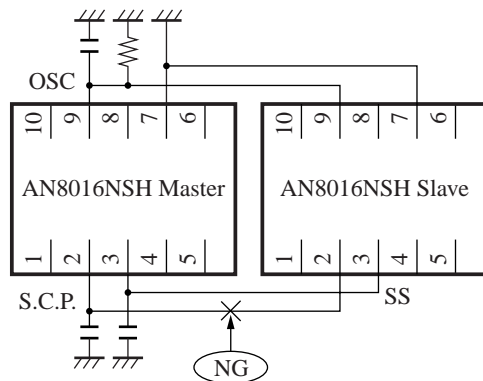 OSC
10 9 8 7 6
10 9 8 7 6
AN8016NSH Master
AN8016NSH Slave
1 2 3 4 5
1 2 3 4 5
S.C.P.
SS
NG